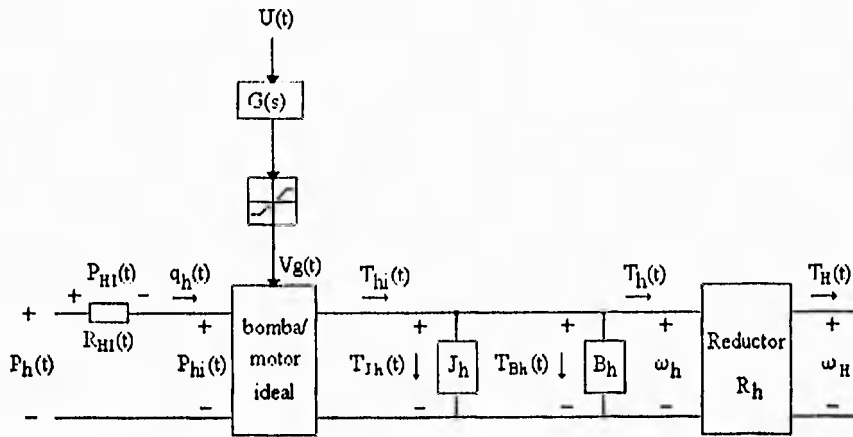 U(t)
G(s)
P_HI(t) q_h(t) Vg(t) T_hi(t) T_h(t) T_H(t)
+ − + + + + +
R_HI(t)
P_h(t) P_hi(t) bomba/ motor ideal T_Jh(t) J_h T_Bh(t) B_h ω_h Reductor R_h ω_H
− − − − − −